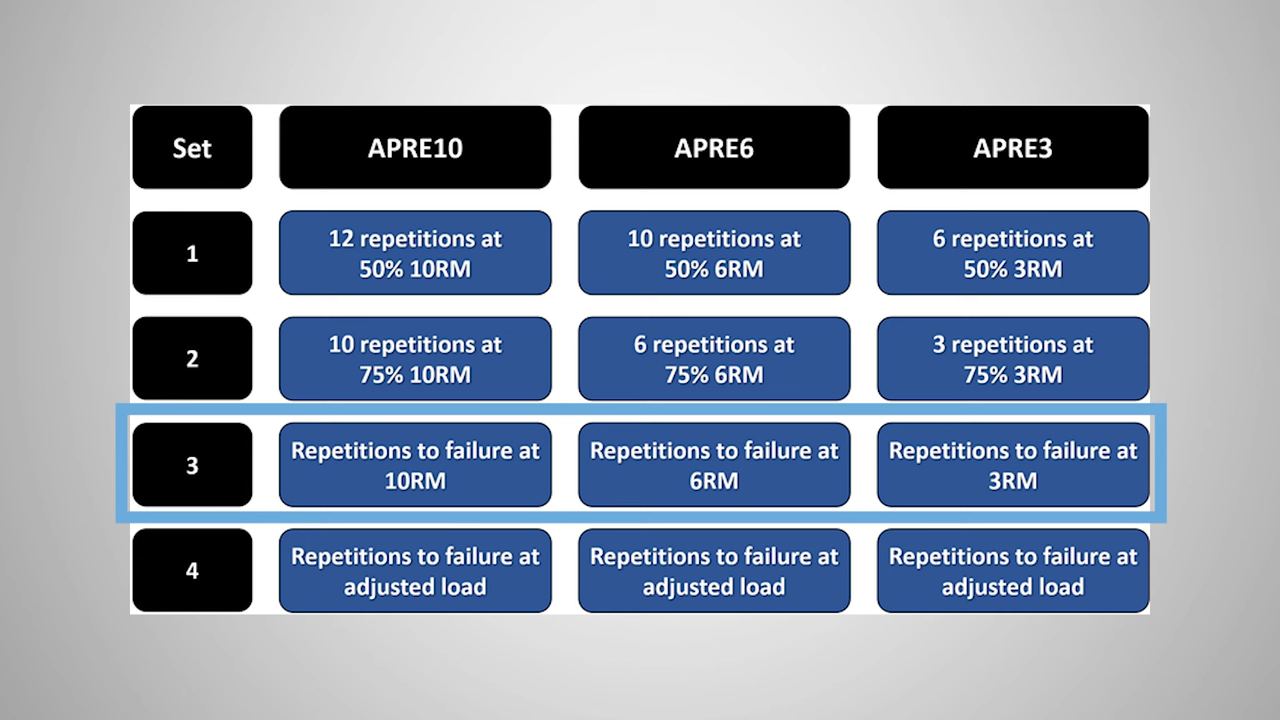 Set
APRE10
APRE6
APRE3
1
12 repetitions at
50% 10RM
10 repetitions at
50% 6RM
6 repetitions at
50% 3RM
2
10 repetitions at
75% 10RM
6 repetitions at
75% 6RM
3 repetitions at
75% 3RM
3
Repetitions to failure at
10RM
Repetitions to failure at
6RM
Repetitions to failure at
3RM
4
Repetitions to failure at
adjusted load
Repetitions to failure at
adjusted load
Repetitions to failure at
adjusted load